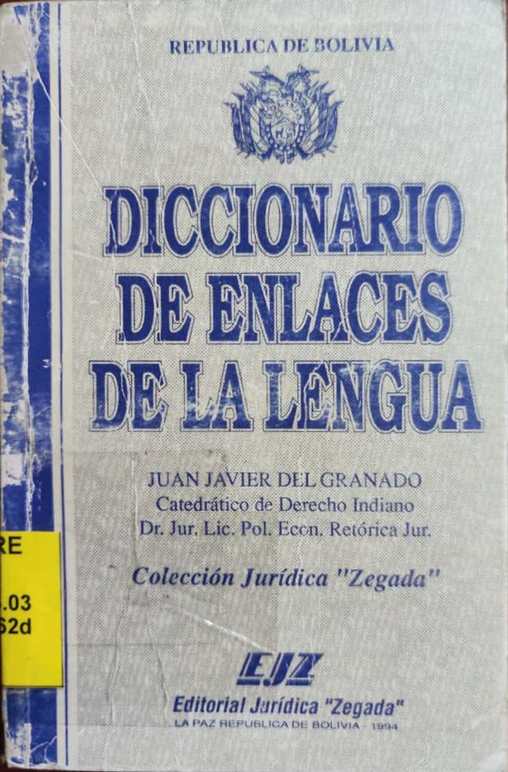 REPUBLICA DE BOLIVIA
DICCIONARIO
DE ENLACES
DE LA LENGUA
JUAN JAVIER DEL GRANADO
Catedrático de Derecho Indiano
Dr. Jur. Lic. Pol. Econ. Retórica Jur.
Colección Jurídica "Zegada"
RE
.03
62d
EJZ
Editorial Jurídica "Zegada"
LA PAZ REPUBLICA DE BOLIVIA - 1994